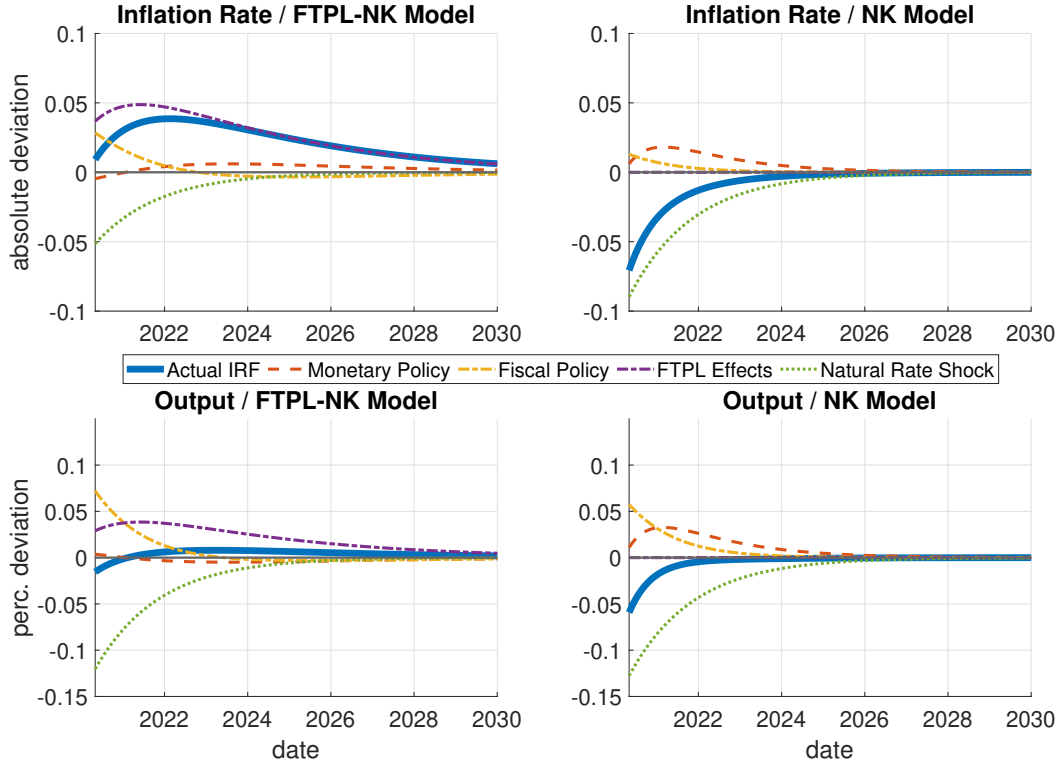 Inflation Rate / FTPL-NK Model
Inflation Rate / NK Model
absolute deviation
0.1
0.05
0
-0.05
-0.1
2022 2024 2026 2028 2030
0.1
0.05
0
-0.05
-0.1
2022 2024 2026 2028 2030
Actual IRF Monetary Policy Fiscal Policy FTPL Effects Natural Rate Shock
Output / FTPL-NK Model
Output / NK Model
perc. deviation
0.1
0.05
0
-0.05
-0.1
-0.15
2022 2024 2026 2028 2030
date
0.1
0.05
0
-0.05
-0.1
-0.15
2022 2024 2026 2028 2030
date